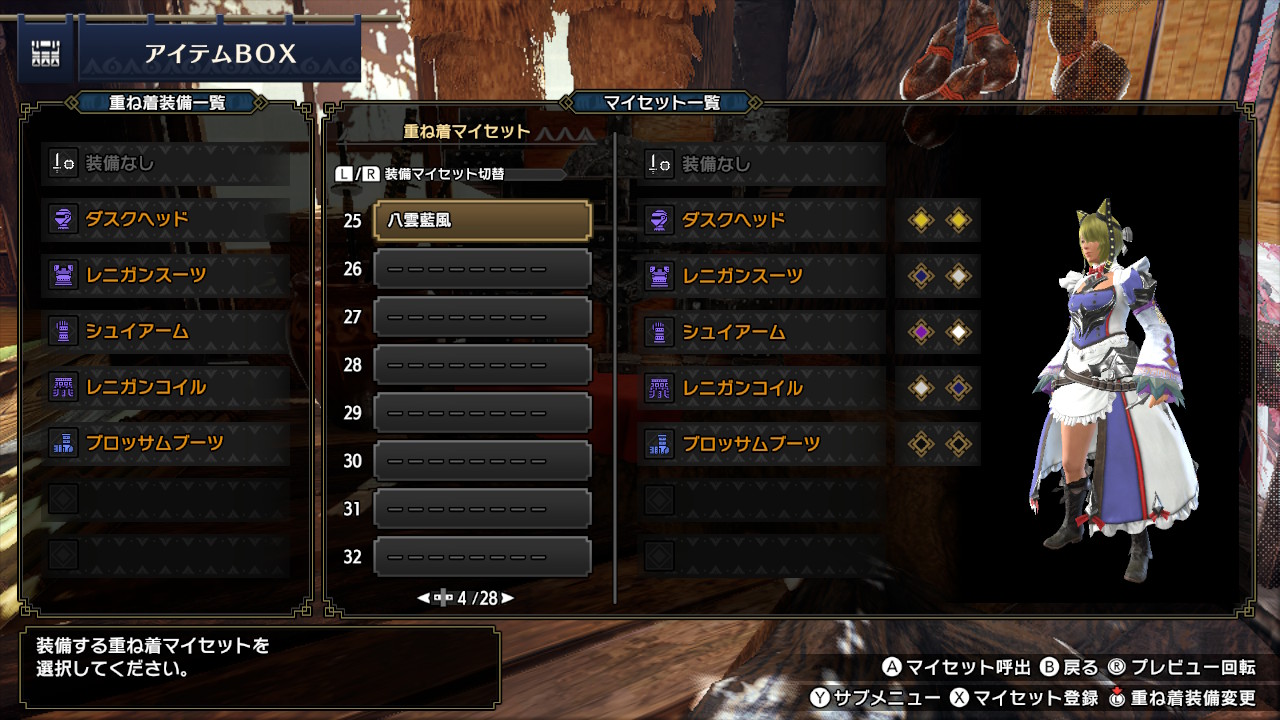 アイテムBOX
重ね着装備一覧
装備なし
ダスクヘッド
レニガンスーツ
シュイアーム
レニガンコイル
ブロッサムブーツ
マイセット一覧
重ね着マイセット
L/R 装備マイセット切替
25 八雲藍風
26 ––––––––
27 ––––––––
28 ––––––––
29 ––––––––
30 ––––––––
31 ––––––––
32 ––––––––
4/28
装備なし
ダスクヘッド
レニガンスーツ
シュイアーム
レニガンコイル
ブロッサムブーツ
装備する重ね着マイセットを
選択してください。
Aマイセット呼出 B戻る Rプレビュー回転
Yサブメニュー Xマイセット登録 L重ね着装備変更